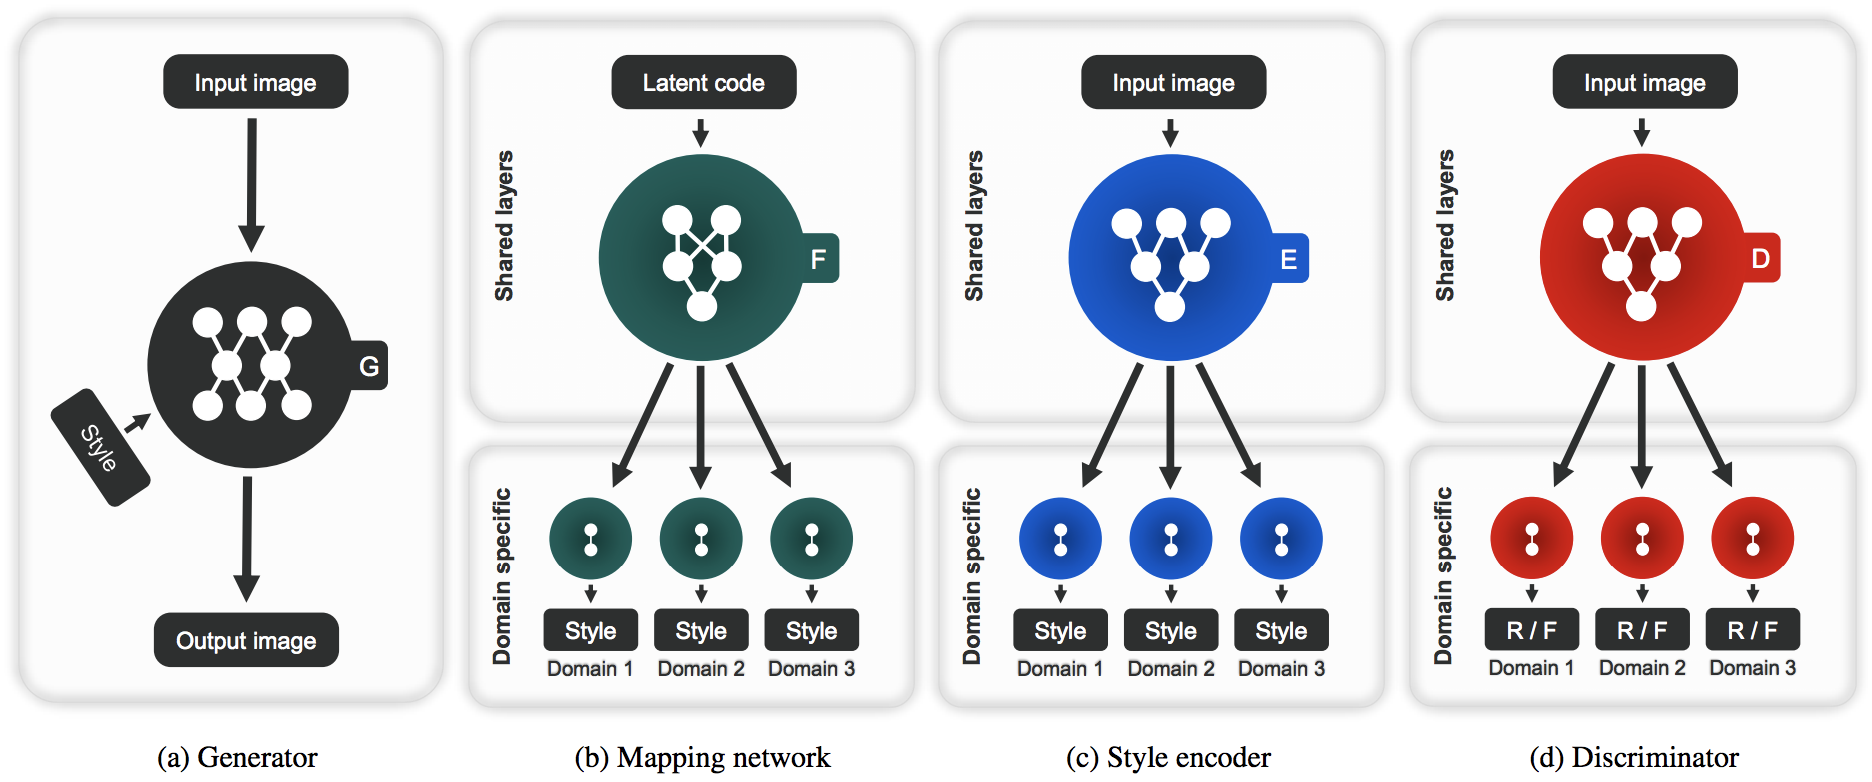 Input image
G
Style
Output image
(a) Generator
Latent code
Shared layers
F
Domain specific
Style
Style
Style
Domain 1
Domain 2
Domain 3
(b) Mapping network
Input image
Shared layers
E
Domain specific
Style
Style
Style
Domain 1
Domain 2
Domain 3
(c) Style encoder
Input image
Shared layers
D
Domain specific
R / F
R / F
R / F
Domain 1
Domain 2
Domain 3
(d) Discriminator